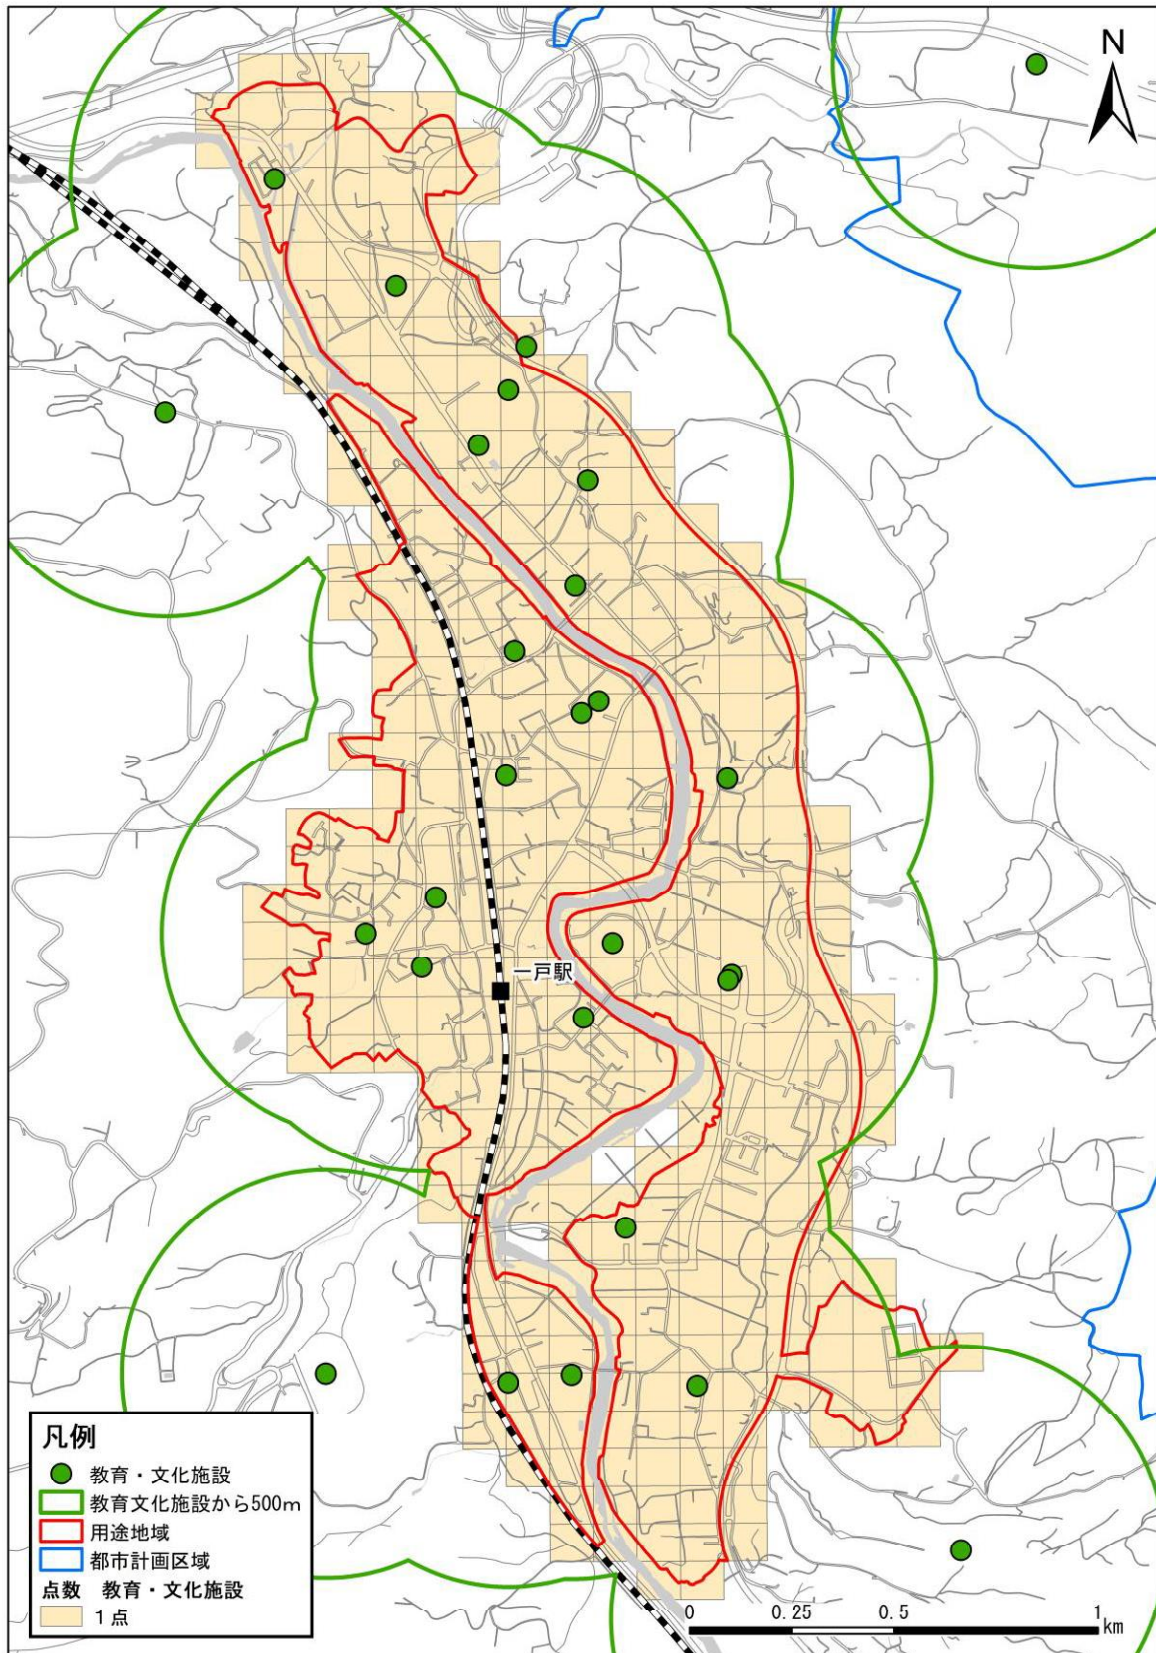 N
一戸駅
凡例
教育・文化施設
教育文化施設から500m
用途地域
都市計画区域
点数 教育・文化施設
1点
0 0.25 0.5 1
km